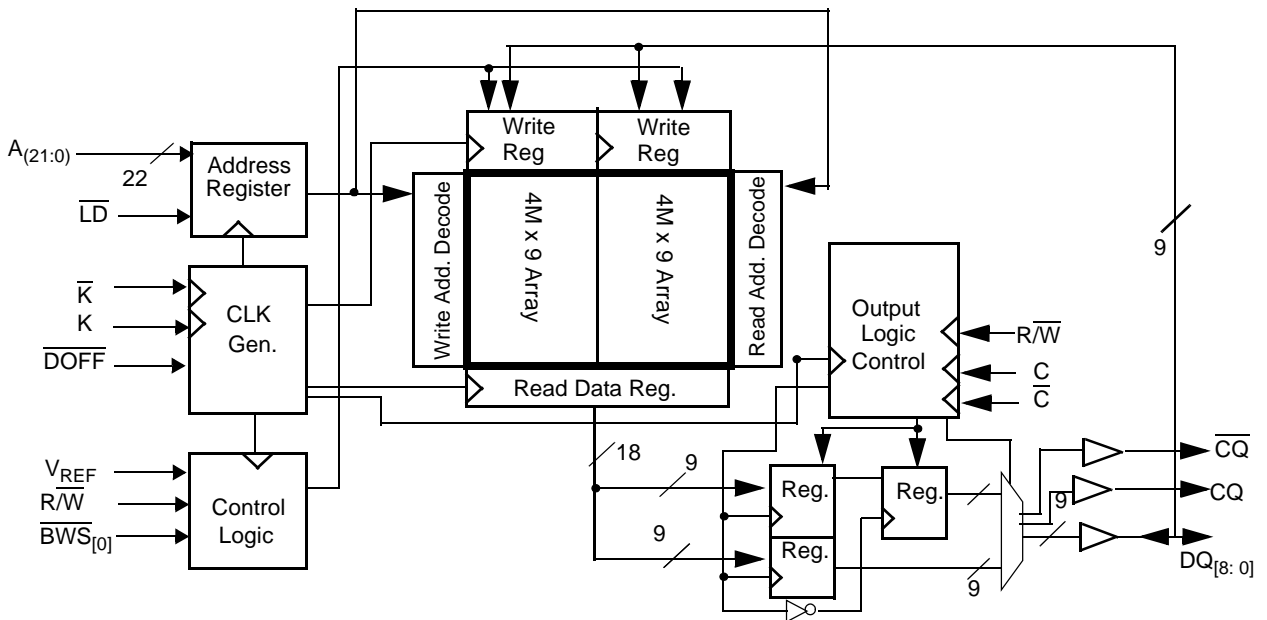 A(21:0)
22
LD
Address
Register
K
K
DOFF
CLK
Gen.
VREF
R/W
BWS[0]
Control
Logic
Write
Reg
Write
Reg
Write Add. Decode
4M x 9 Array
4M x 9 Array
Read Add. Decode
Read Data Reg.
18
9
9
Output
Logic
Control
R/W
C
C
9
Reg.
Reg.
Reg.
9
9
CQ
CQ
DQ[8: 0]